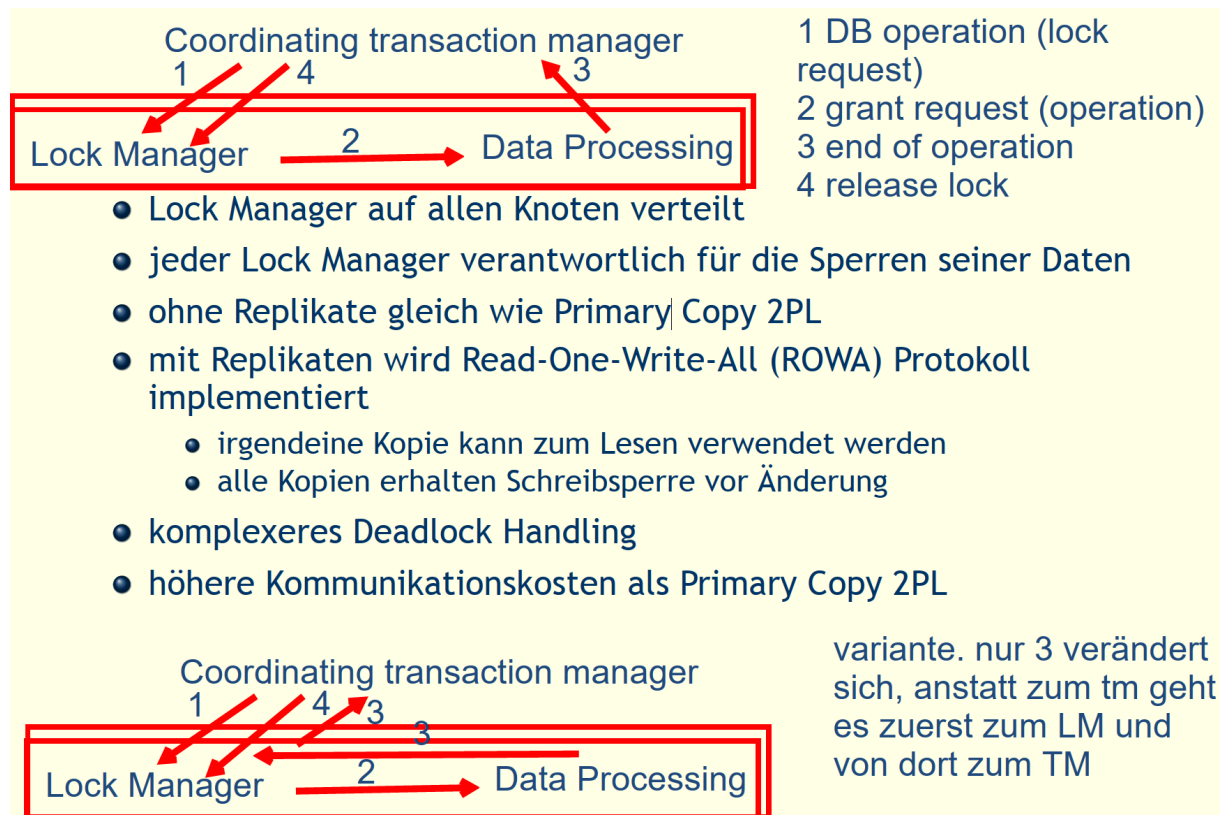 Coordinating transaction manager
1
4
3
Lock Manager
2
Data Processing
1 DB operation (lock
request)
2 grant request (operation)
3 end of operation
4 release lock
Lock Manager auf allen Knoten verteilt
jeder Lock Manager verantwortlich für die Sperren seiner Daten
ohne Replikate gleich wie Primary Copy 2PL
mit Replikaten wird Read-One-Write-All (ROWA) Protokoll
implementiert
irgendeine Kopie kann zum Lesen verwendet werden
alle Kopien erhalten Schreibsperre vor Änderung
komplexeres Deadlock Handling
höhere Kommunikationskosten als Primary Copy 2PL
Coordinating transaction manager
1
4
3
3
Lock Manager
2
Data Processing
variante. nur 3 verändert
sich, anstatt zum tm geht
es zuerst zum LM und
von dort zum TM